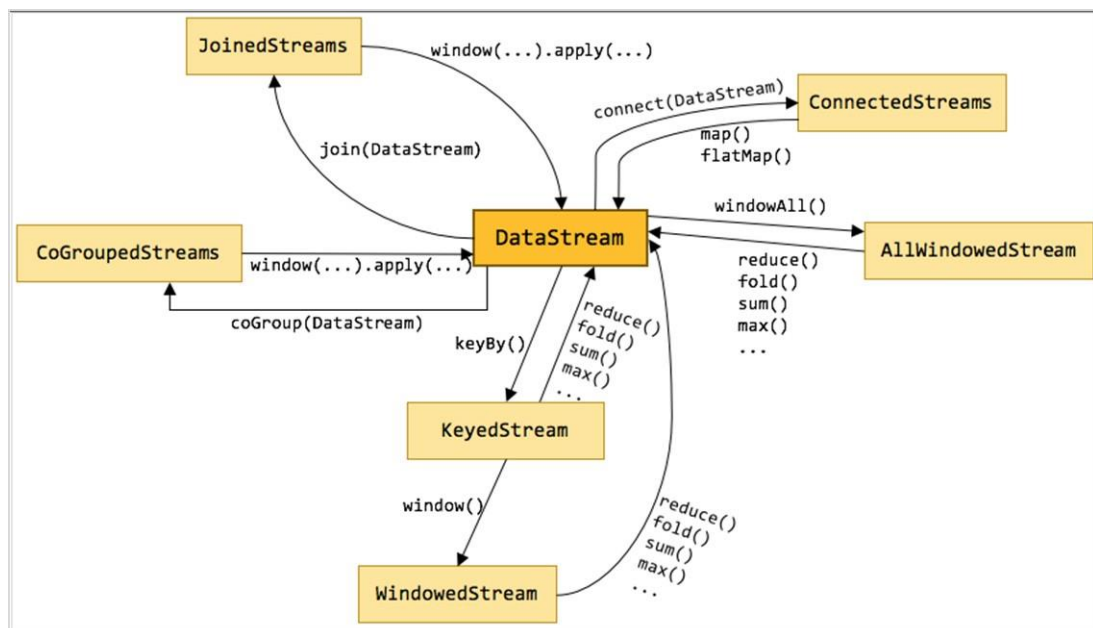 JoinedStreams
window(...).apply(...)
connect(DataStream)
ConnectedStreams
map()
flatMap()
join(DataStream)
windowAll()
DataStream
CoGroupedStreams
window(...).apply(...)
AllWindowedStream
reduce()
fold()
sum()
max()
...
coGroup(DataStream)
keyBy()
reduce()
fold()
sum()
max()
...
KeyedStream
window()
reduce()
fold()
sum()
max()
...
WindowedStream